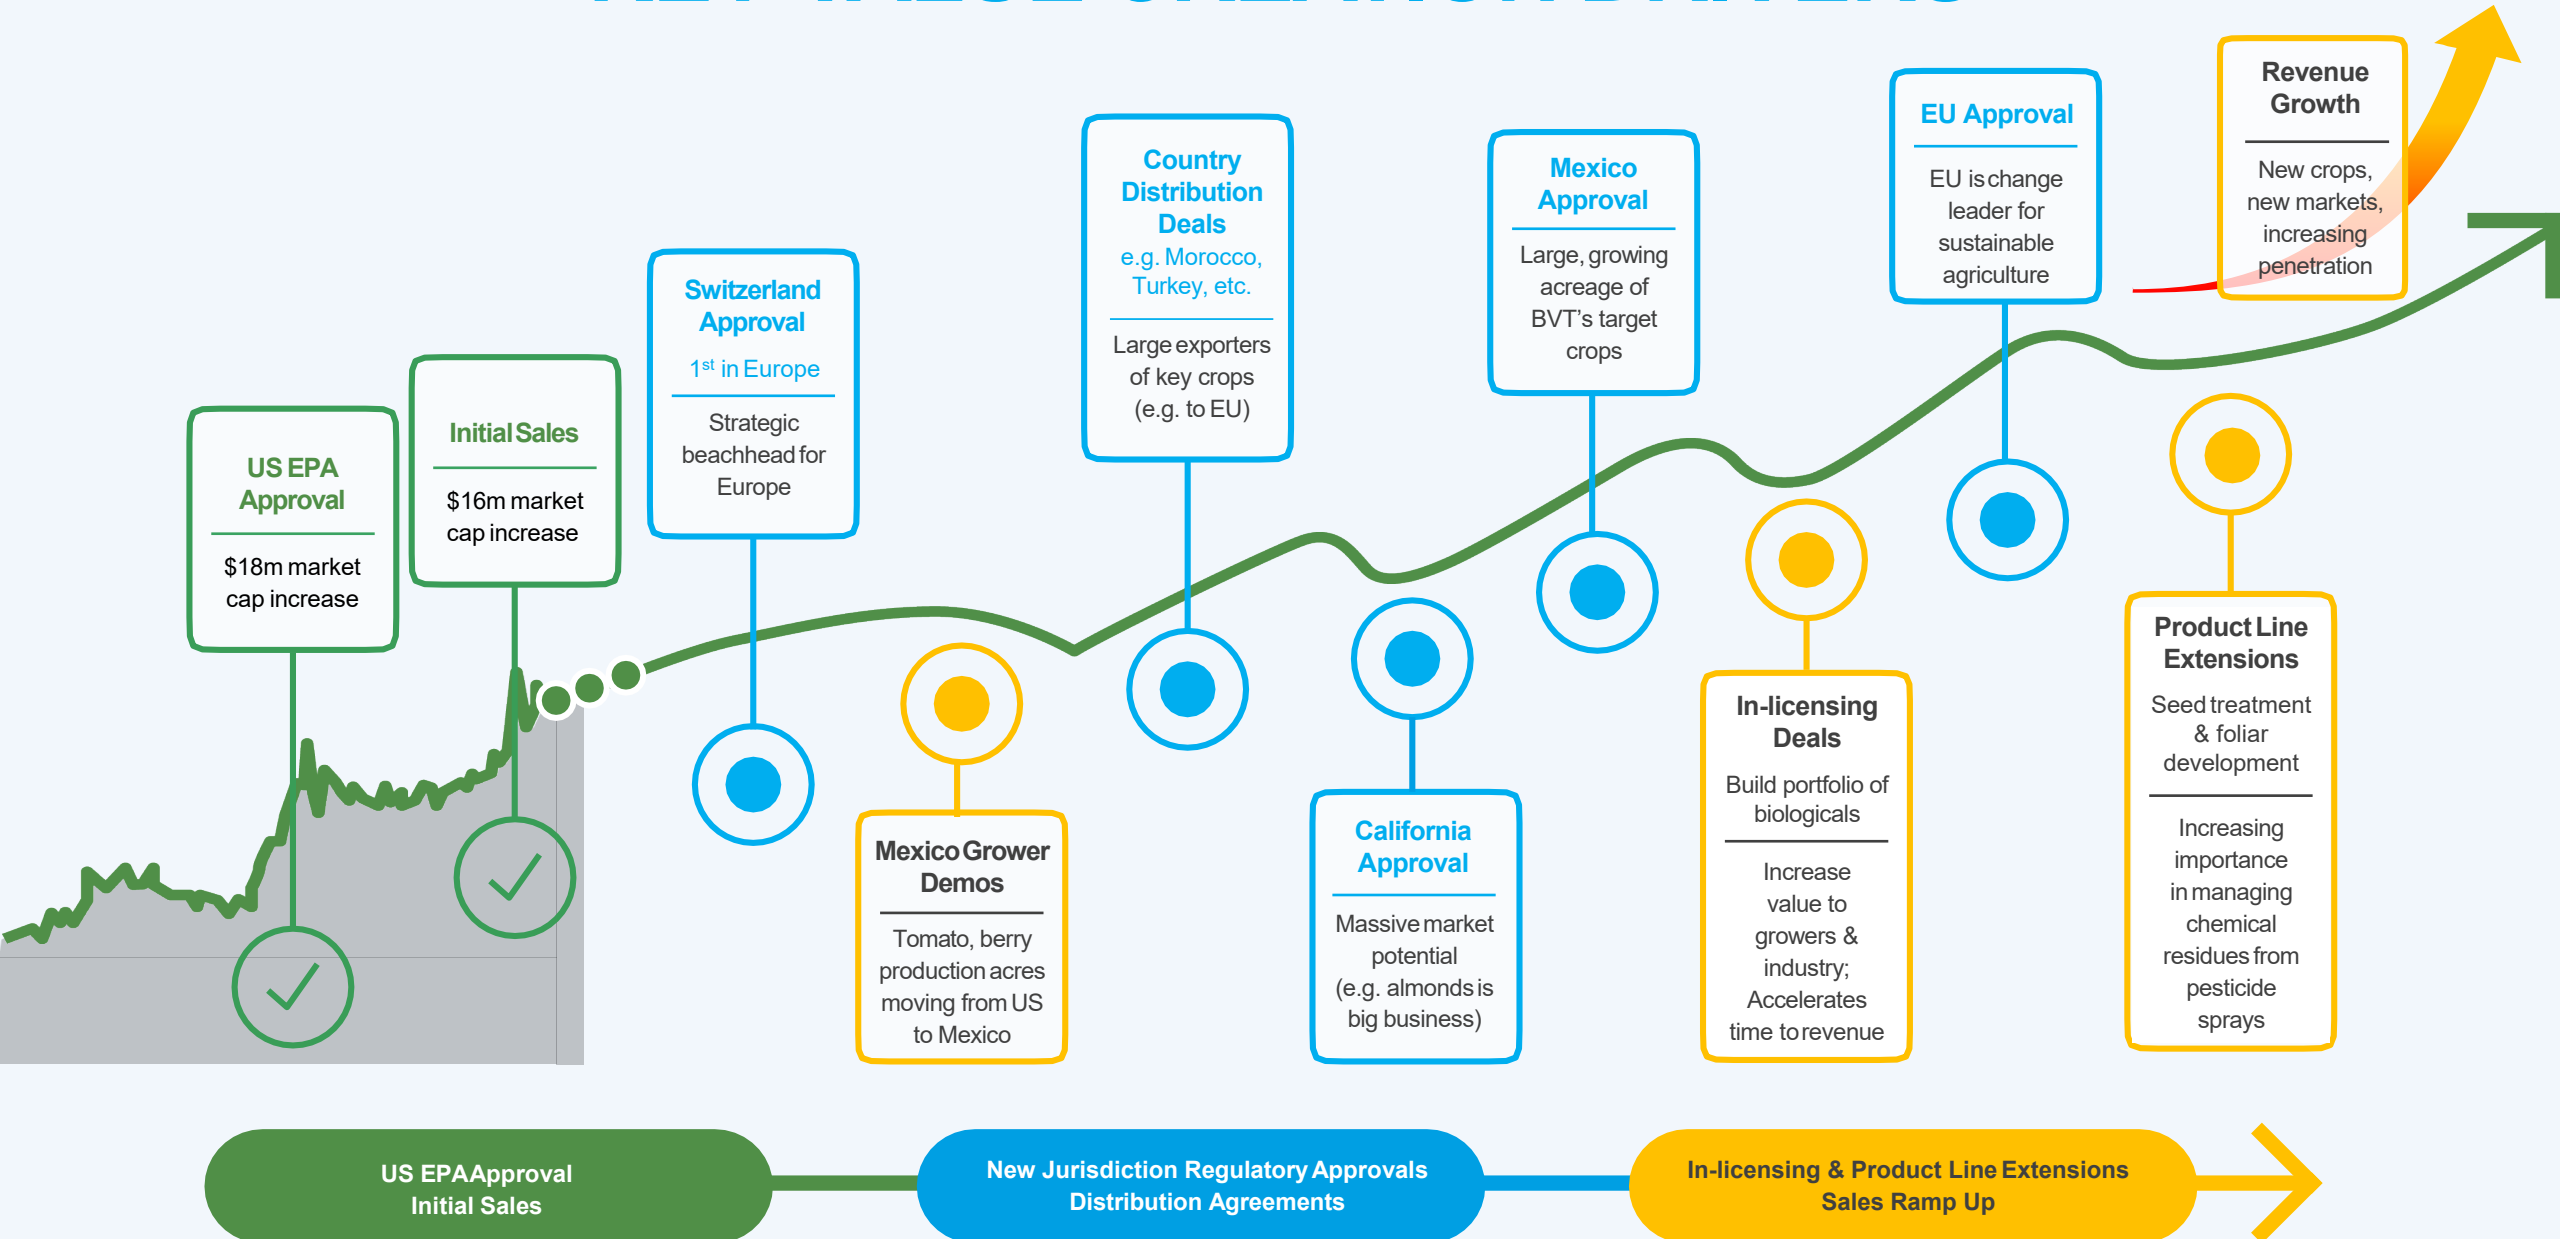 US EPA
Approval
$18m market
cap increase
Initial Sales
$16m market
cap increase
Switzerland
Approval
1st in Europe
Strategic
beachhead for
Europe
Mexico Grower
Demos
Tomato, berry
production acres
moving from US
to Mexico
Country
Distribution
Deals
e.g. Morocco,
Turkey, etc.
Large exporters
of key crops
(e.g. to EU)
California
Approval
Massive market
potential
(e.g. almonds is
big business)
Mexico
Approval
Large, growing
acreage of
BVT's target
crops
In-licensing
Deals
Build portfolio of
biologicals
Increase
value to
growers &
industry;
Accelerates
time to revenue
EU Approval
EU is change
leader for
sustainable
agriculture
Product Line
Extensions
Seed treatment
& foliar
development
Increasing
importance
in managing
chemical
residues from
pesticide
sprays
Revenue
Growth
New crops,
new markets,
increasing
penetration
US EPA Approval
Initial Sales
New Jurisdiction Regulatory Approvals
Distribution Agreements
In-licensing & Product Line Extensions
Sales Ramp Up